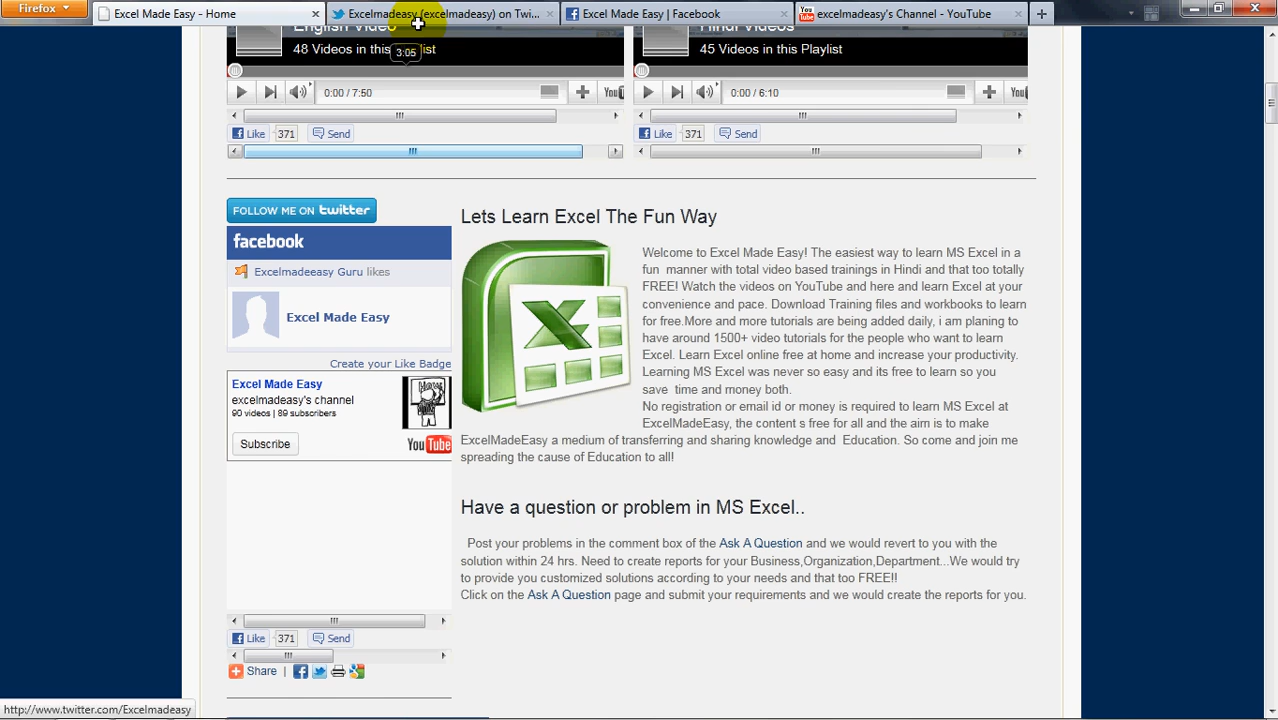 Firefox
Excel Made Easy - Home
Excelmadeasy (excelmadeasy) on Twi...
Excel Made Easy | Facebook
You Tube
excelmadeasy's Channel - YouTube
English Video
48 Videos in this
list
3:05
Hindi Videos
45 Videos in this Playlist
0:00 / 7:50
You
0:00 / 6:10
You
Like 371 Send
Like 371 Send
FOLLOW ME ON twitter
facebook
Excelmadeeasy Guru likes
Excel Made Easy
Create your Like Badge
Excel Made Easy
excelmadeasy's channel
90 videos | 89 subscribers
Subscribe
YouTube
Like 371 Send
Share |
Lets Learn Excel The Fun Way
Welcome to Excel Made Easy! The easiest way to learn MS Excel in a
fun manner with total video based trainings in Hindi and that too totally
FREE! Watch the videos on YouTube and here and learn Excel at your
convenience and pace. Download Training files and workbooks to learn
for free.More and more tutorials are being added daily, i am planing to
have around 1500+ video tutorials for the people who want to learn
Excel. Learn Excel online free at home and increase your productivity.
Learning MS Excel was never so easy and its free to learn so you
save time and money both.
No registration or email id or money is required to learn MS Excel at
ExcelMadeEasy, the content s free for all and the aim is to make
ExcelMadeEasy a medium of transferring and sharing knowledge and Education. So come and join me
spreading the cause of Education to all!
Have a question or problem in MS Excel..
Post your problems in the comment box of the Ask A Question and we would revert to you with the
solution within 24 hrs. Need to create reports for your Business,Organization,Department...We would try
to provide you customized solutions according to your needs and that too FREE!!
Click on the Ask A Question page and submit your requirements and we would create the reports for you.
http://www.twitter.com/Excelmadeasy